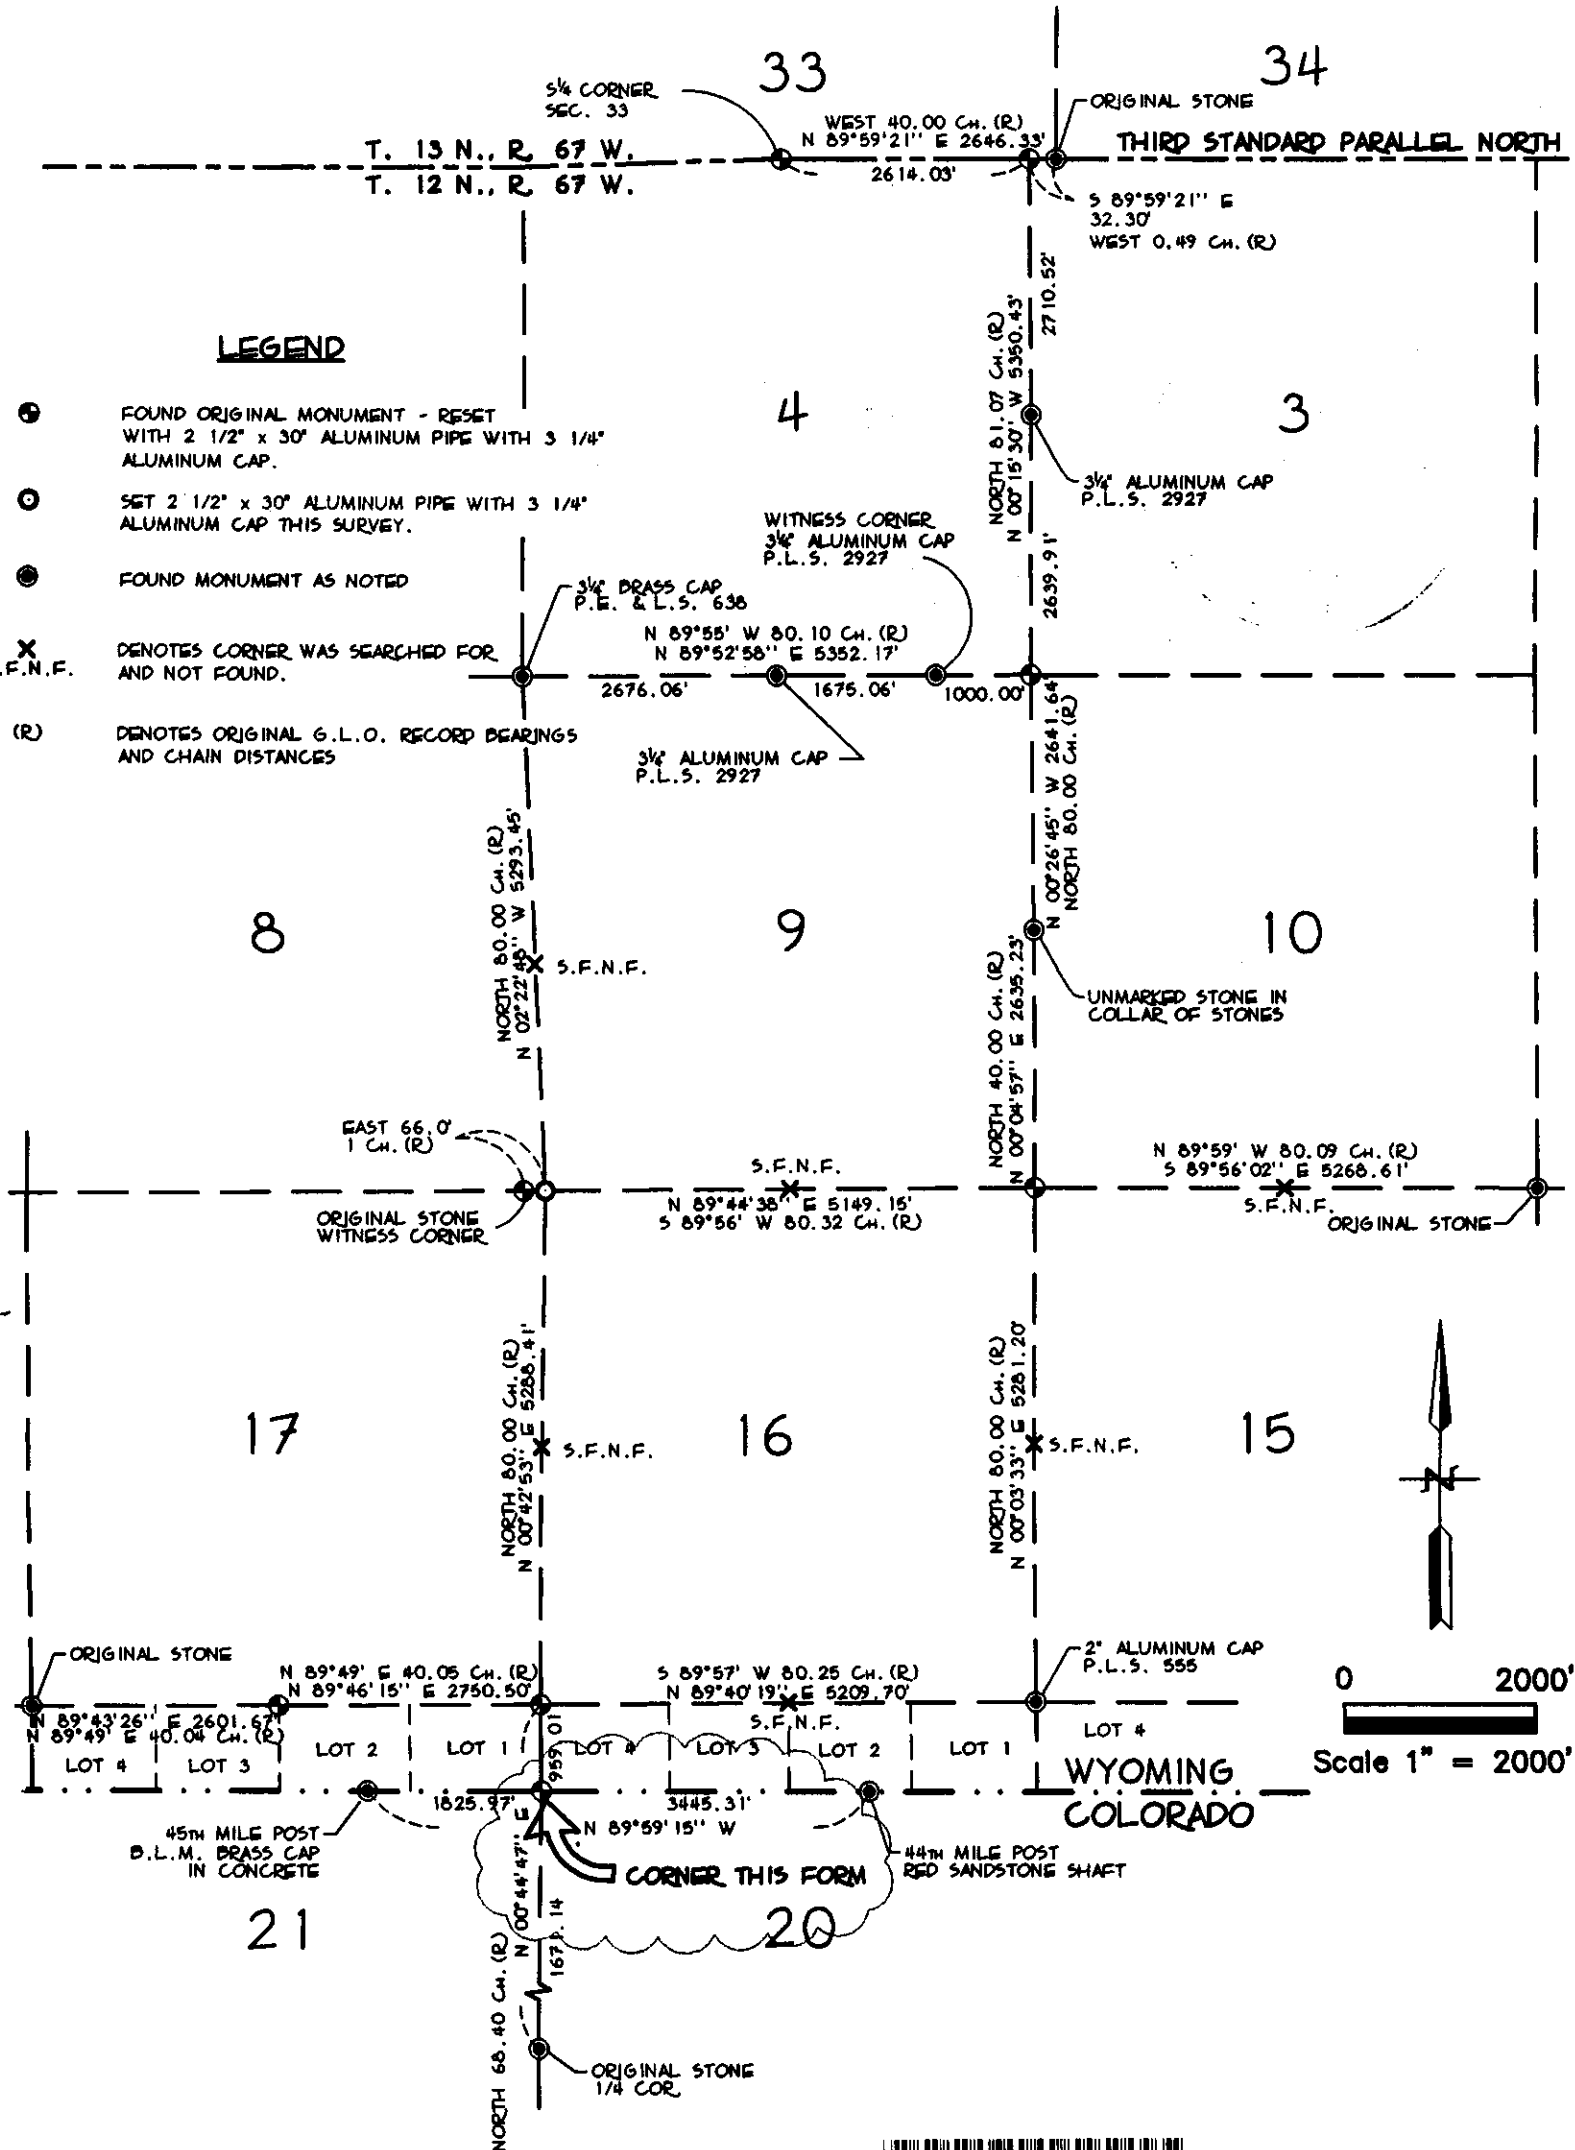 33
34
S¼ CORNER
SEC. 33
ORIGINAL STONE
WEST 40.00 CH. (R)
N 89°59'21'' E 2646.33'
THIRD STANDARD PARALLEL NORTH
T. 13 N., R. 67 W.
T. 12 N., R. 67 W.
2614.03'
S 89°59'21'' E
32.30'
WEST 0.49 CH. (R)
2710.52'
NORTH 81.07 CH. (R)
N 00°15'30'' W 5350.43'
LEGEND
FOUND ORIGINAL MONUMENT - RESET
WITH 2 1/2" x 30" ALUMINUM PIPE WITH 3 1/4"
ALUMINUM CAP.
SET 2 1/2" x 30" ALUMINUM PIPE WITH 3 1/4"
ALUMINUM CAP THIS SURVEY.
FOUND MONUMENT AS NOTED
X
.F.N.F.
DENOTES CORNER WAS SEARCHED FOR
AND NOT FOUND.
(R)
DENOTES ORIGINAL G.L.O. RECORD BEARINGS
AND CHAIN DISTANCES
4
3
3¼" ALUMINUM CAP
P.L.S. 2927
WITNESS CORNER
3¼" ALUMINUM CAP
P.L.S. 2927
2639.91'
3¼" BRASS CAP
P.E. & L.S. 638
N 89°55' W 80.10 CH. (R)
N 89°52'58'' E 5352.17'
2676.06'
1675.06'
1000.00'
3¼" ALUMINUM CAP
P.L.S. 2927
N 00°26'45'' W 2641.64'
NORTH 80.00 CH. (R)
NORTH 80.00 CH. (R)
N 02°22'48'' W 5293.45'
8
9
10
X S.F.N.F.
UNMARKED STONE IN
COLLAR OF STONES
NORTH 40.00 CH. (R)
N 00°04'57'' E 2635.23'
EAST 66.0'
1 CH. (R)
S.F.N.F.
N 89°59' W 80.09 CH. (R)
S 89°56'02'' E 5268.61'
N 89°44'38'' E 5149.15'
S 89°56' W 80.32 CH. (R)
S.F.N.F.
ORIGINAL STONE
WITNESS CORNER
ORIGINAL STONE
NORTH 80.00 CH. (R)
N 00°42'53'' E 5288.41'
NORTH 80.00 CH. (R)
N 00°03'33'' E 5281.20'
17
16
15
X S.F.N.F.
X S.F.N.F.
N
ORIGINAL STONE
N 89°49' E 40.05 CH. (R)
N 89°46'15'' E 2750.50'
S 89°57' W 80.25 CH. (R)
N 89°40'19'' E 5209.70'
2" ALUMINUM CAP
P.L.S. 555
0 2000'
Scale 1" = 2000'
N 89°43'26'' E 2601.67'
N 89°49' E 40.04 CH. (R)
S.F.N.F.
LOT 4
LOT 3
LOT 2
LOT 1
LOT 4
LOT 3
LOT 2
LOT 1
LOT 4
959.01
WYOMING
COLORADO
1825.97'
3445.31'
N 89°59'15'' W
45TH MILE POST
B.L.M. BRASS CAP
IN CONCRETE
44TH MILE POST
RED SANDSTONE SHAFT
CORNER THIS FORM
21
20
NORTH 68.40 CH. (R)
N 00°44'47'' E
ORIGINAL STONE
1/4 COR.